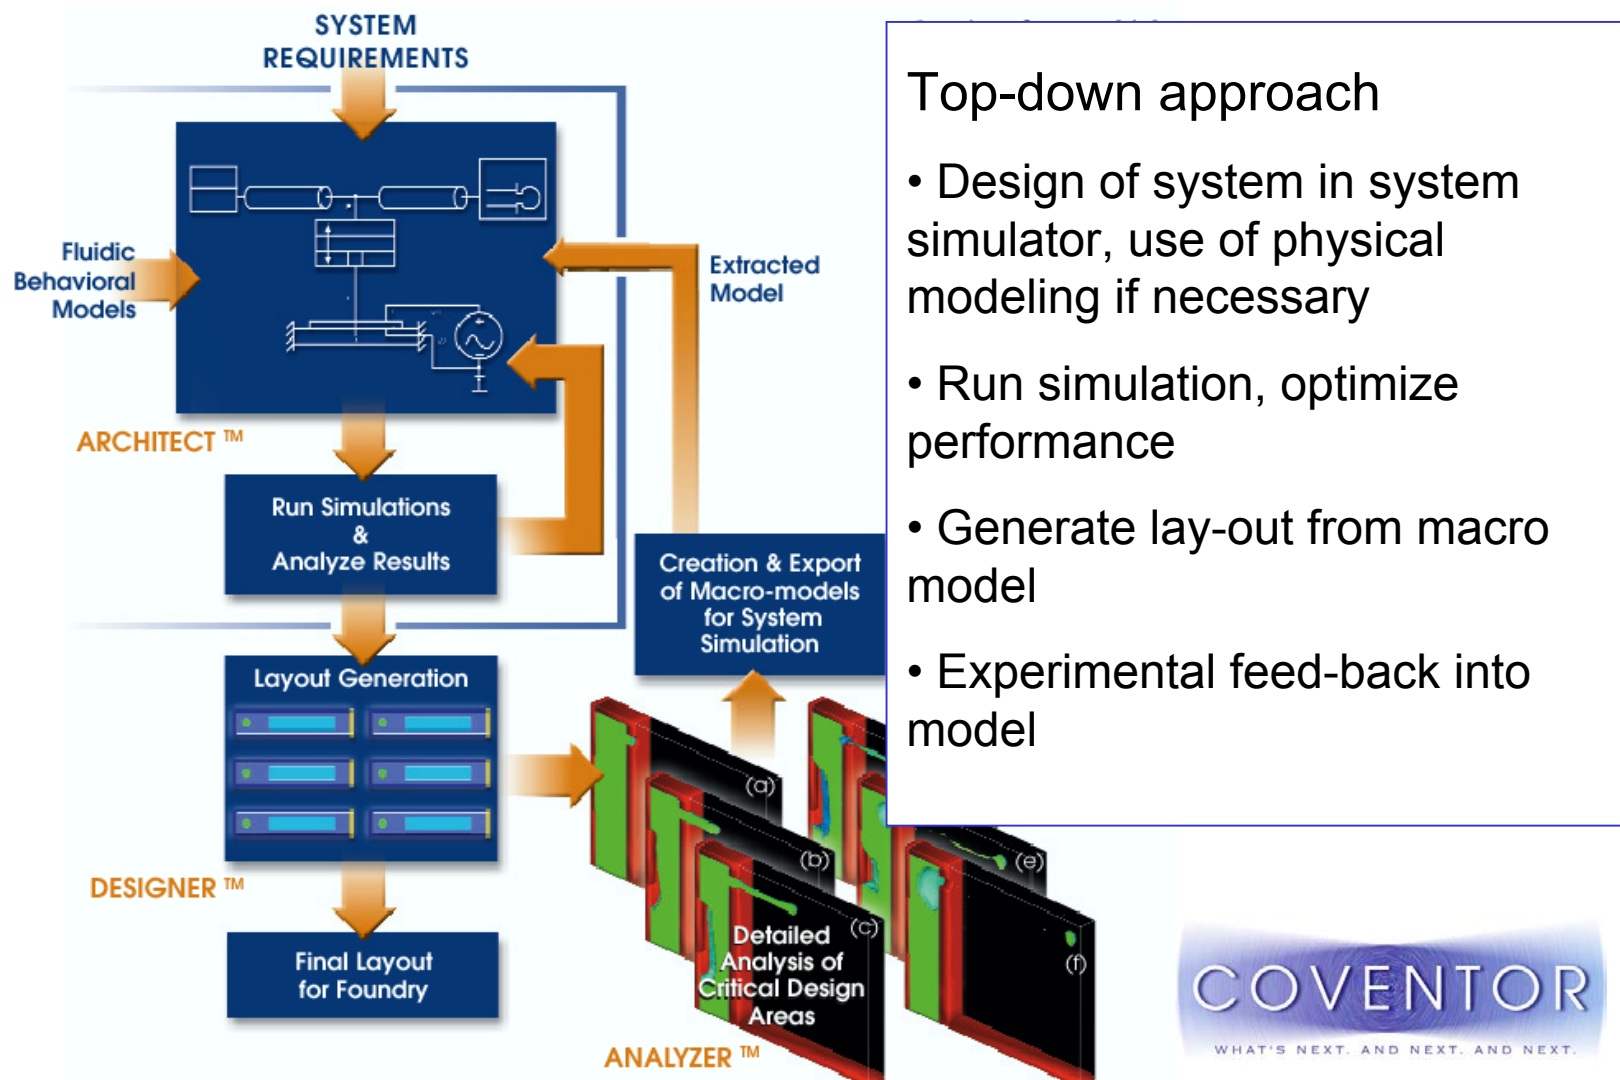 SYSTEM
REQUIREMENTS
Fluidic
Behavioral
Models
Extracted
Model
ARCHITECT ™
Run Simulations
&
Analyze Results
Creation & Export
of Macro-models
for System
Simulation
Layout Generation
DESIGNER ™
Final Layout
for Foundry
(a)
(b)
(c)
(e)
(f)
Detailed
Analysis of
Critical Design
Areas
ANALYZER ™
Top-down approach
• Design of system in system
simulator, use of physical
modeling if necessary
• Run simulation, optimize
performance
• Generate lay-out from macro
model
• Experimental feed-back into
model
COVENTOR
WHAT'S NEXT. AND NEXT. AND NEXT.